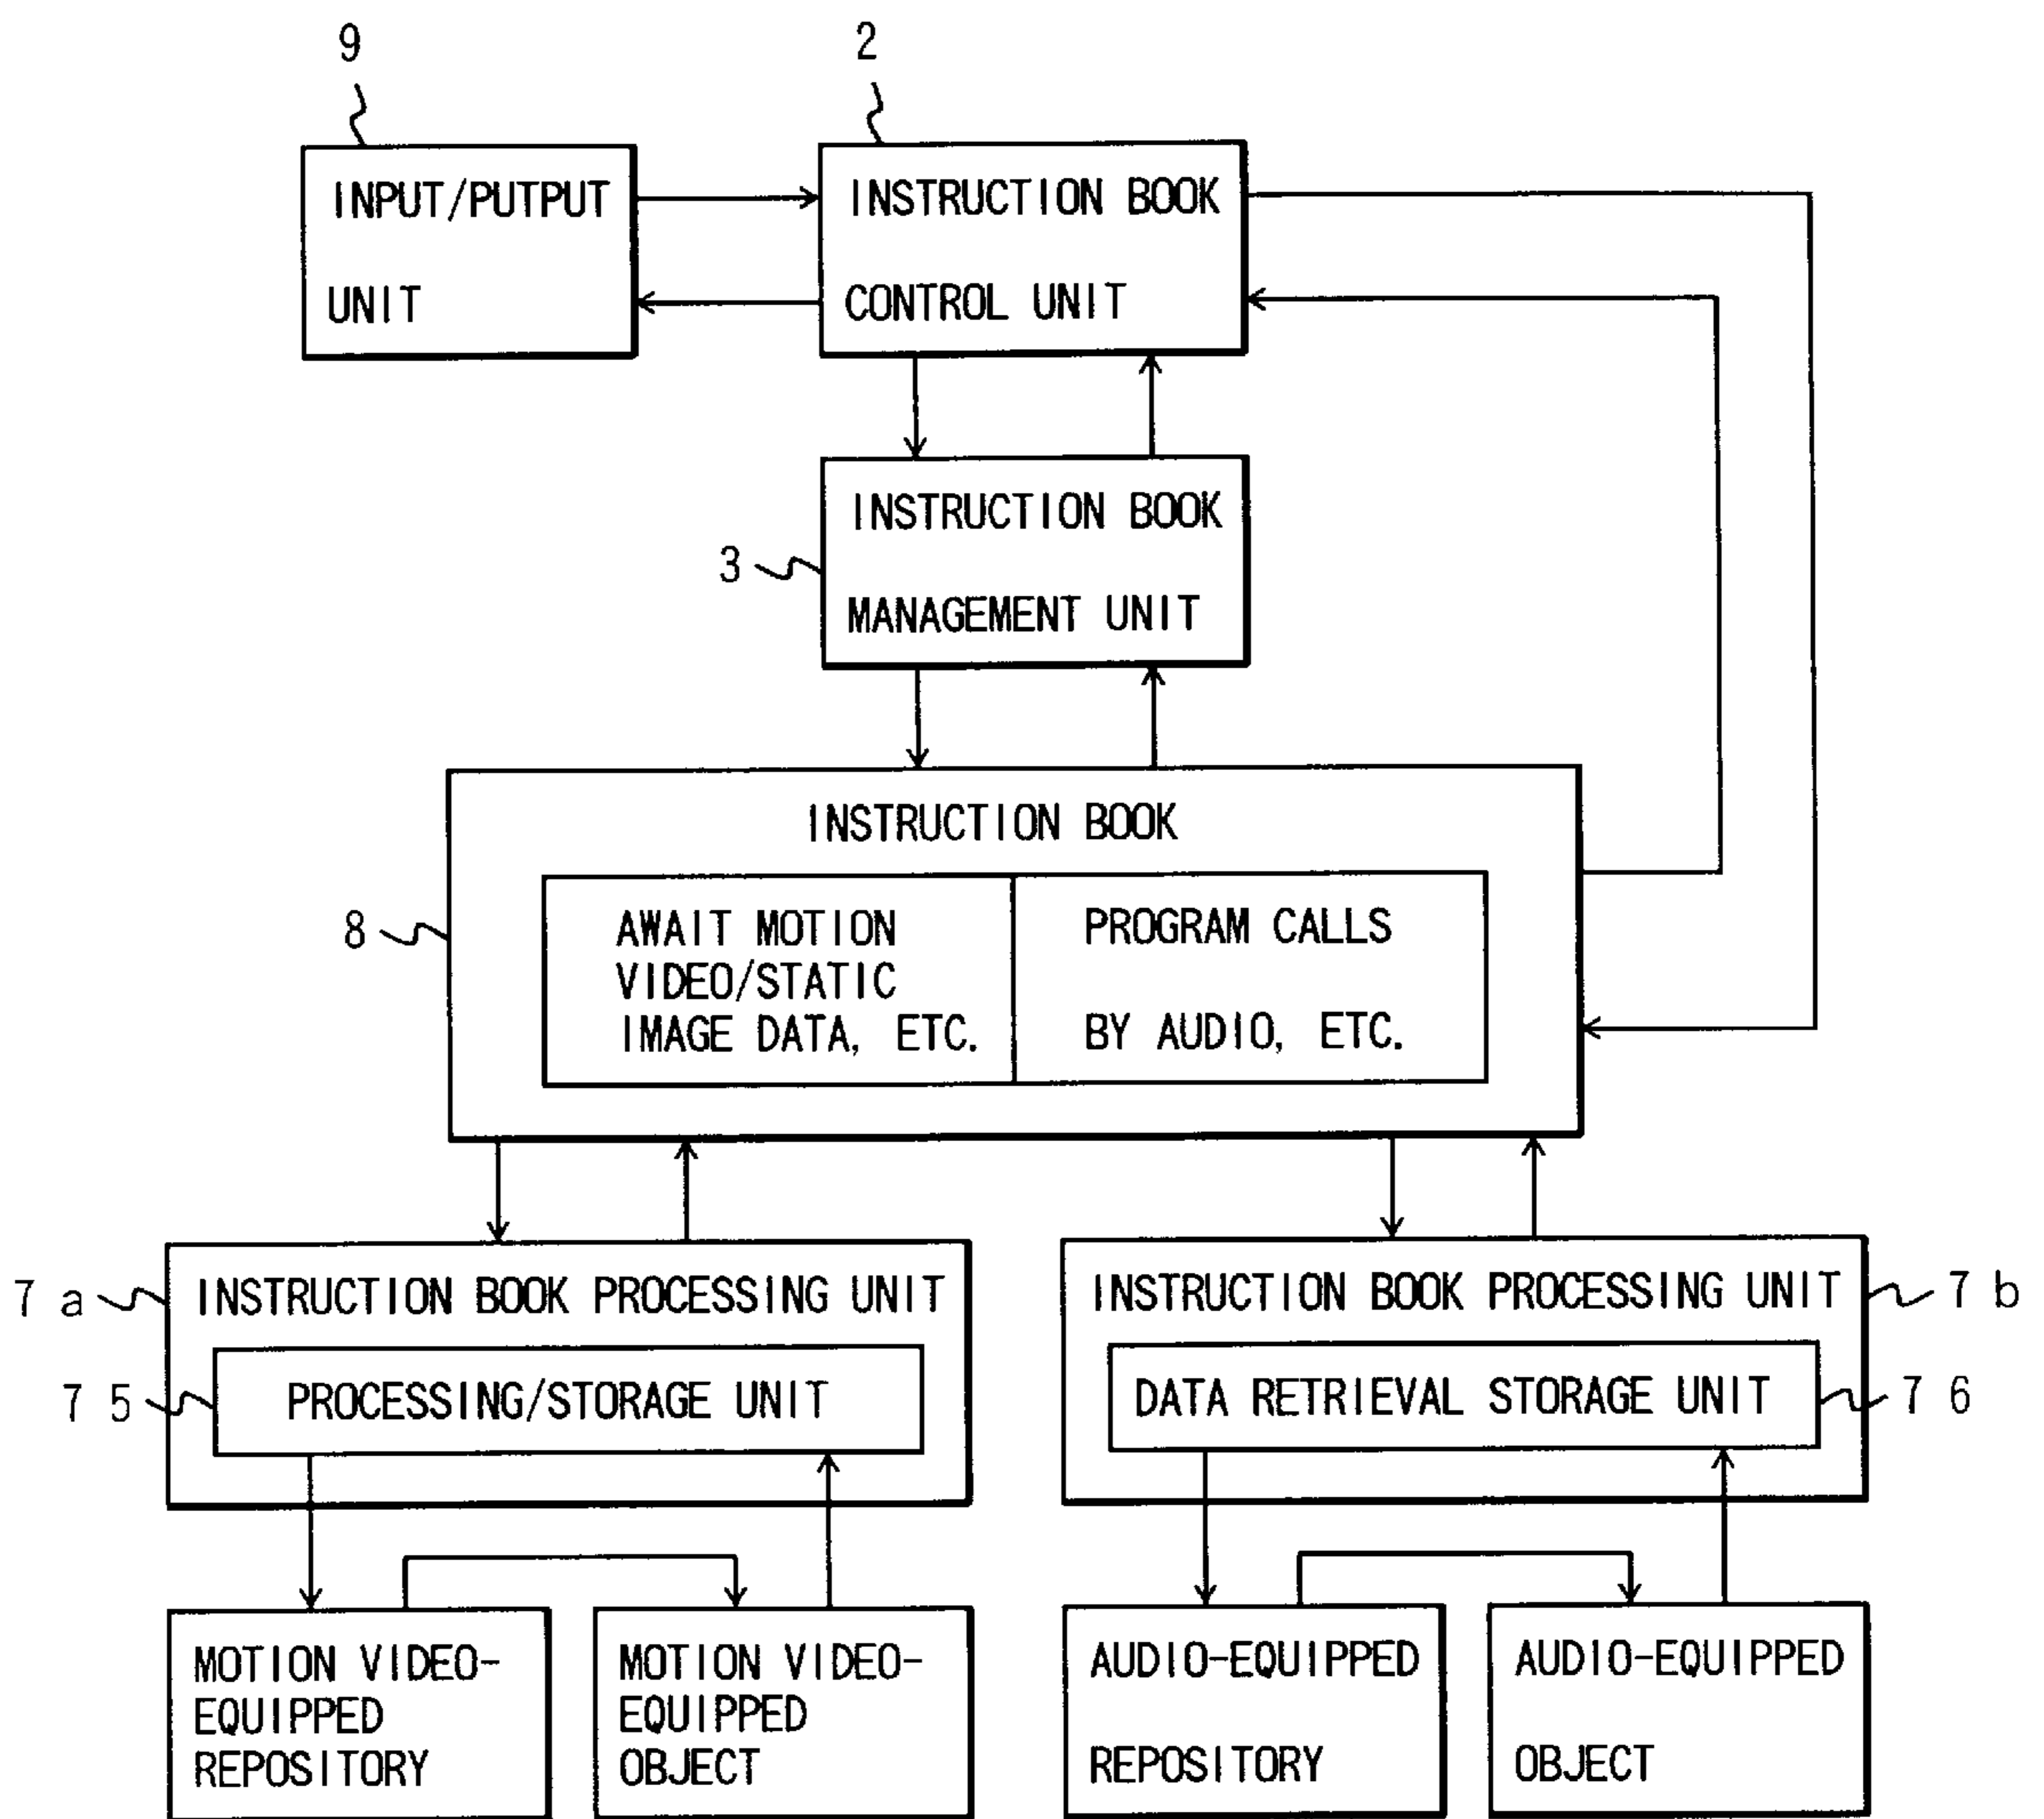 9
2
INPUT/PUTPUT
UNIT
INSTRUCTION BOOK
CONTROL UNIT
3
INSTRUCTION BOOK
MANAGEMENT UNIT
8
INSTRUCTION BOOK
AWAIT MOTION
VIDEO/STATIC
IMAGE DATA, ETC.
PROGRAM CALLS
BY AUDIO, ETC.
7 a
INSTRUCTION BOOK PROCESSING UNIT
7 5
PROCESSING/STORAGE UNIT
INSTRUCTION BOOK PROCESSING UNIT
7 b
DATA RETRIEVAL STORAGE UNIT
7 6
MOTION VIDEO-
EQUIPPED
REPOSITORY
MOTION VIDEO-
EQUIPPED
OBJECT
AUDIO-EQUIPPED
REPOSITORY
AUDIO-EQUIPPED
OBJECT